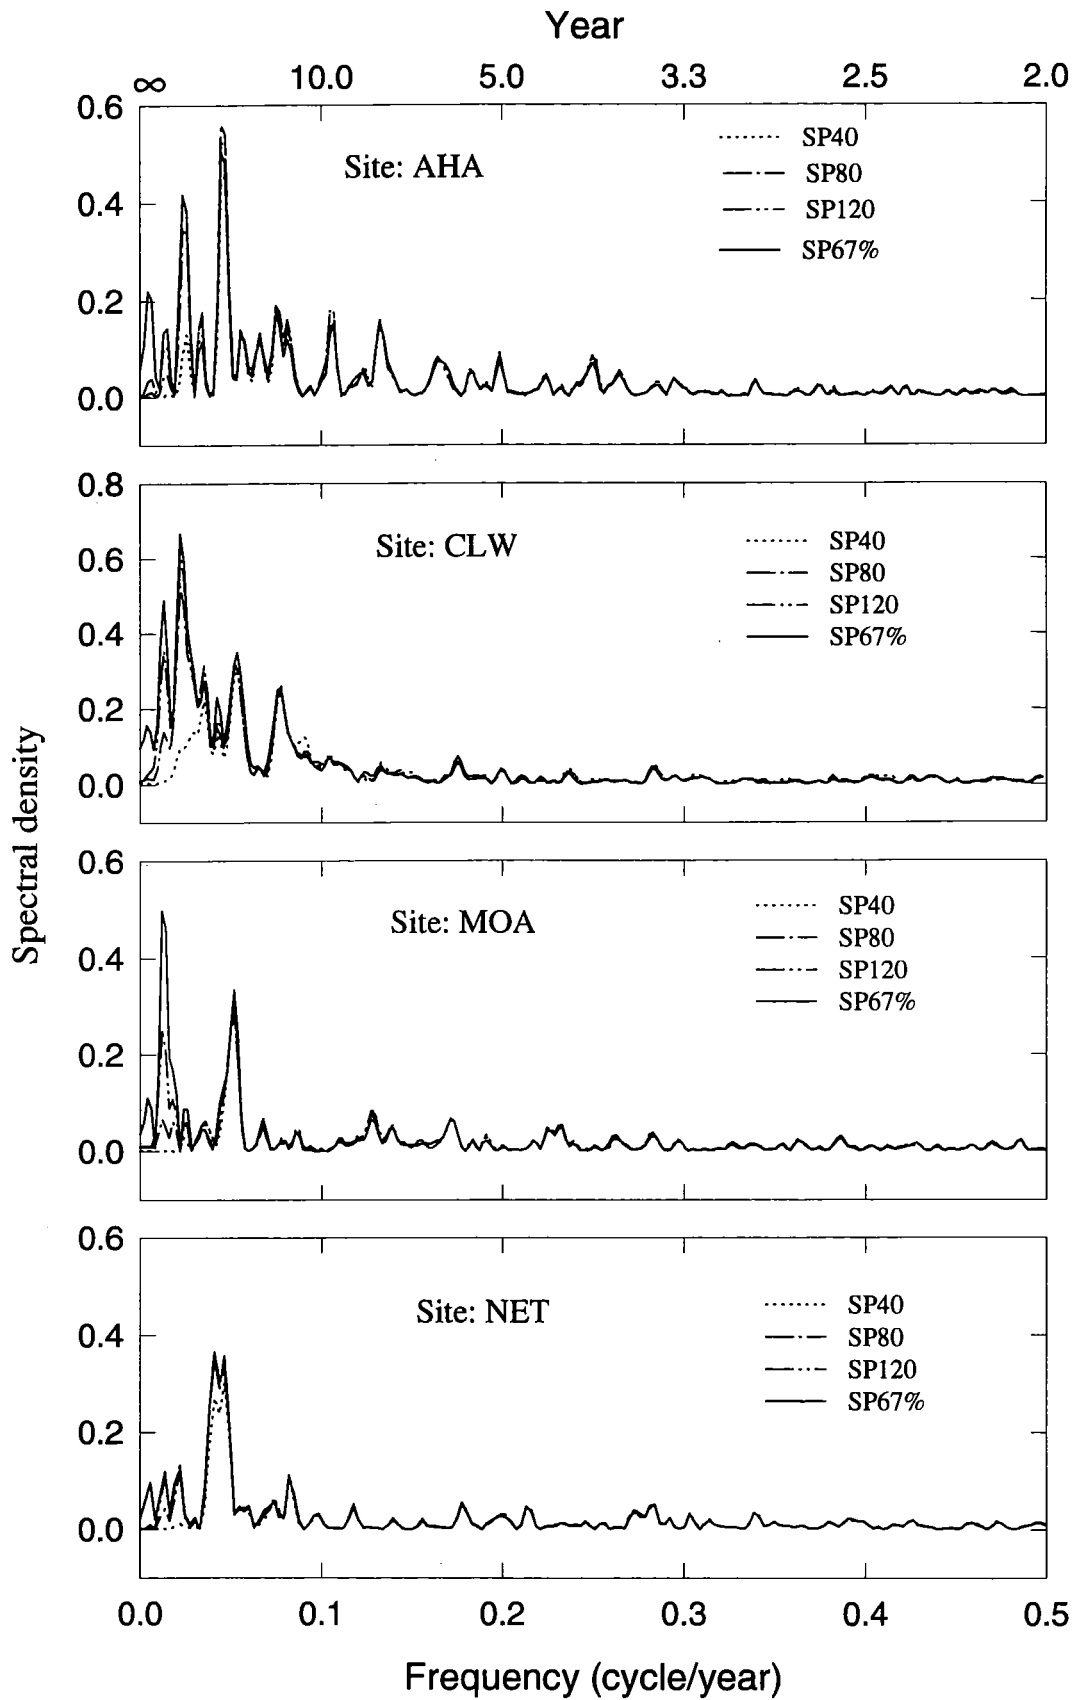 Year
∞ 10.0 5.0 3.3 2.5 2.0
0.6
0.4
0.2
0.0
Site: AHA
SP40
SP80
SP120
SP67%
0.8
0.6
0.4
0.2
0.0
Site: CLW
SP40
SP80
SP120
SP67%
Spectral density
0.6
0.4
0.2
0.0
Site: MOA
SP40
SP80
SP120
SP67%
0.6
0.4
0.2
0.0
Site: NET
SP40
SP80
SP120
SP67%
0.0 0.1 0.2 0.3 0.4 0.5
Frequency (cycle/year)